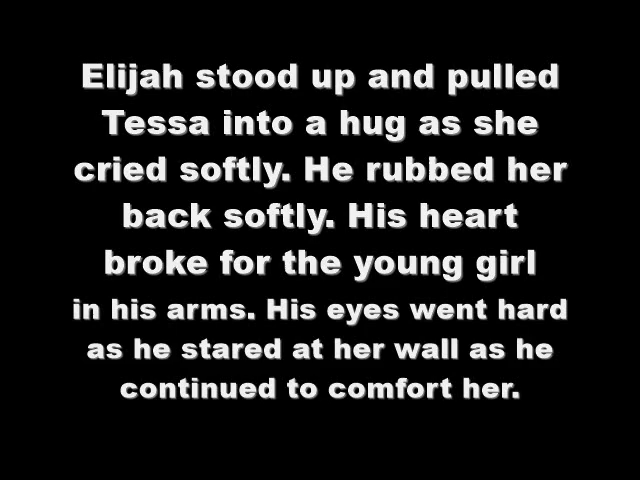 Elijah stood up and pulled
Tessa into a hug as she
cried softly. He rubbed her
back softly. His heart
broke for the young girl
in his arms. His eyes went hard
as he stared at her wall as he
continued to comfort her.